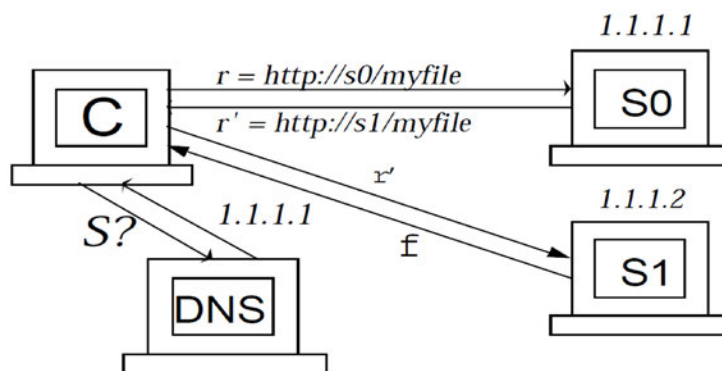 1.1.1.1
r = http://s0/myfile
S0
C
r' = http://s1/myfile
r'
1.1.1.2
1.1.1.1
S?
f
S1
DNS